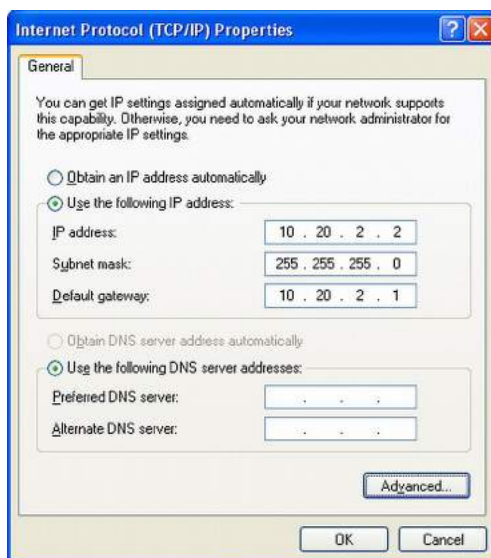 Internet Protocol (TCP/IP) Properties
General
You can get IP settings assigned automatically if your network supports
this capability. Otherwise, you need to ask your network administrator for
the appropriate IP settings.
Obtain an IP address automatically
Use the following IP address:
IP address: 10 . 20 . 2 . 2
Subnet mask: 255 . 255 . 255 . 0
Default gateway: 10 . 20 . 2 . 1
Obtain DNS server address automatically
Use the following DNS server addresses:
Preferred DNS server: . . .
Alternate DNS server: . . .
Advanced...
OK Cancel